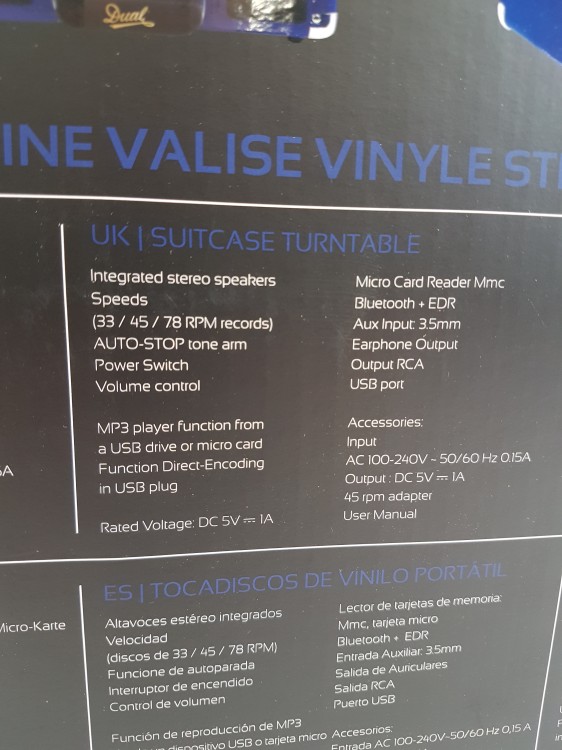 Dual
INE VALISE VINYLE
UK | SUITCASE TURNTABLE
Integrated stereo speakers
Speeds
(33 / 45 / 78 RPM records)
AUTO-STOP tone arm
Power Switch
Volume control
MP3 player function from
a USB drive or micro card
Function Direct-Encoding
in USB plug
Rated Voltage: DC 5V ⎓ 1A
Micro Card Reader Mmc
Bluetooth + EDR
Aux Input: 3.5mm
Earphone Output
Output RCA
USB port
Accessories:
Input
AC 100-240V ~ 50/60 Hz 0.15A
Output : DC 5V ⎓ 1A
45 rpm adapter
User Manual
Micro-Karte
ES | TOCADISCOS DE VINILO PORTÁTIL
Altavoces estéreo integrados
Velocidad
(discos de 33 / 45 / 78 RPM)
Funcione de autoparada
Interruptor de encendido
Control de volumen
Función de reproducción de MP3
dispositivo USB o tarjeta micro
Lector de tarjetas de memoria:
Mmc, tarjeta micro
Bluetooth + EDR
Entrada Auxiliar: 3.5mm
Salida de Auriculares
Salida RCA
Puerto USB
Accesorios:
Entrada AC 100-240V~50/60 Hz 0,15 A